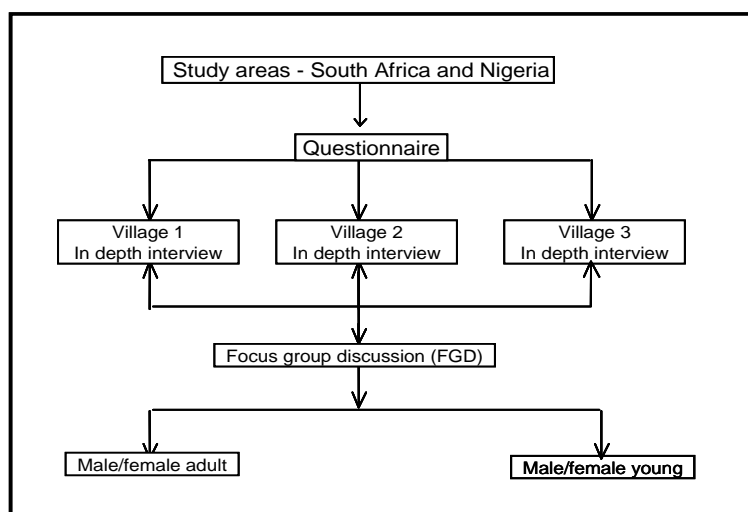 Study areas - South Africa and Nigeria
Questionnaire
Village 1
In depth interview
Village 2
In depth interview
Village 3
In depth interview
Focus group discussion (FGD)
Male/female adult
Male/female young